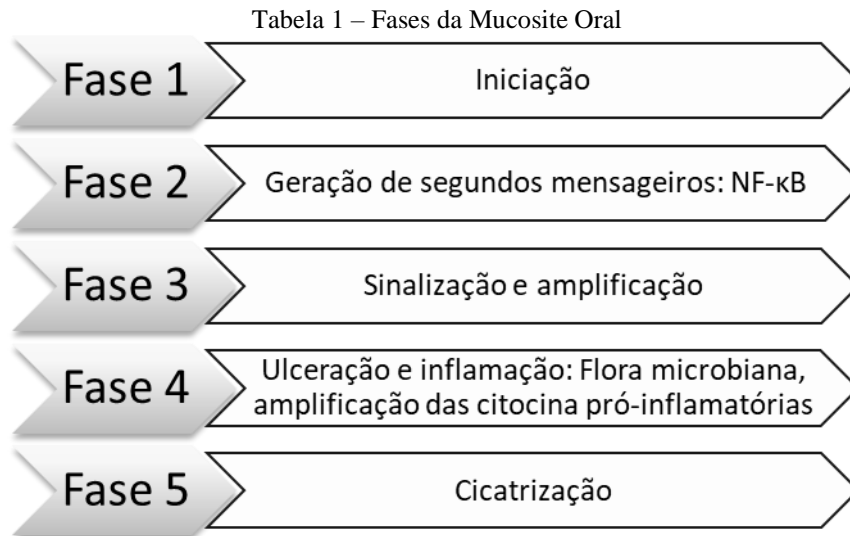 Tabela 1 – Fases da Mucosite Oral
Fase 1
Iniciação
Fase 2
Geração de segundos mensageiros: NF-κB
Fase 3
Sinalização e amplificação
Fase 4
Ulceração e inflamação: Flora microbiana,
amplificação das citocina pró-inflamatórias
Fase 5
Cicatrização